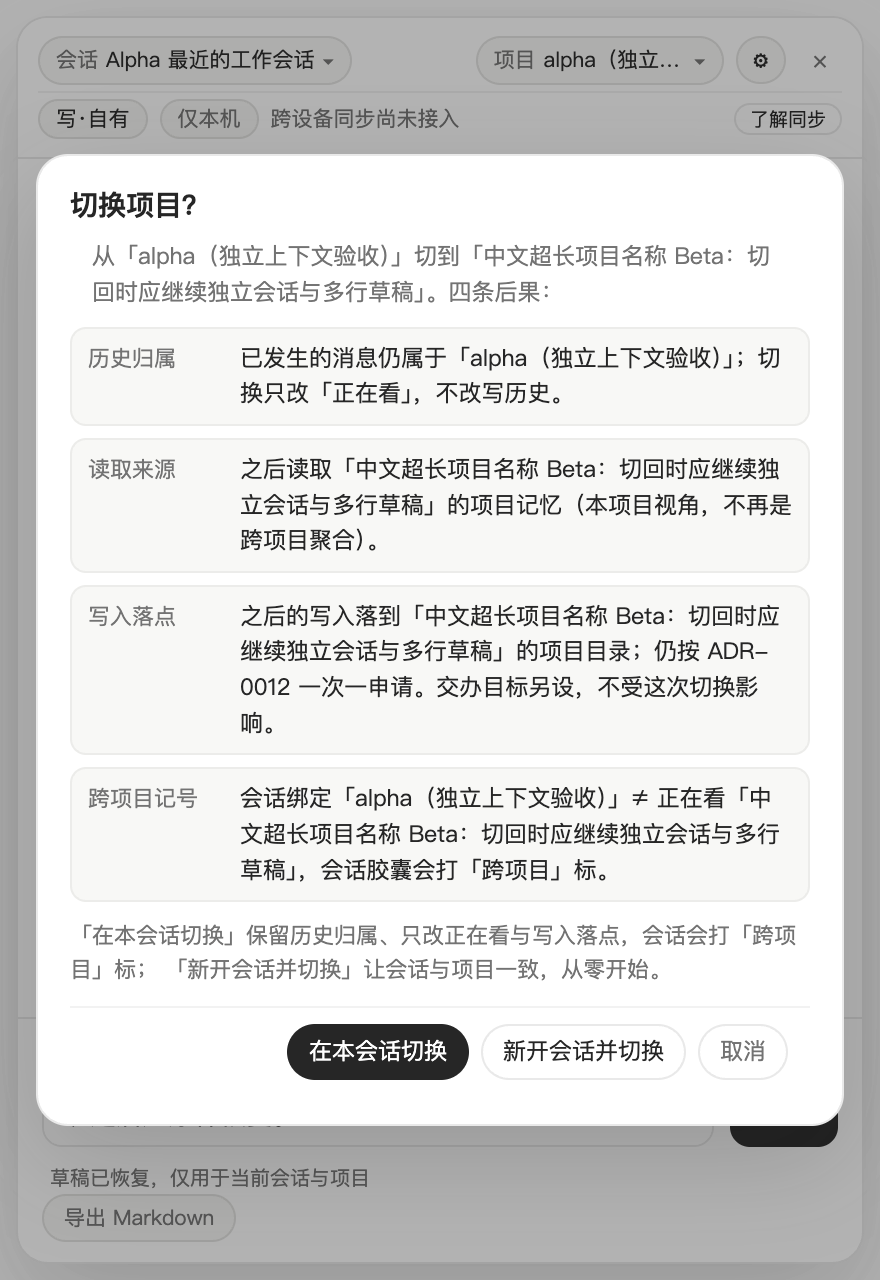 会话 Alpha 最近的工作会话
项目 alpha（独立…
写·自有
仅本机
跨设备同步尚未接入
了解同步
切换项目?
从「alpha（独立上下文验收）」切到「中文超长项目名称 Beta：切
回时应继续独立会话与多行草稿」。四条后果：
历史归属
已发生的消息仍属于「alpha（独立上下文验收）」；切
换只改「正在看」，不改写历史。
读取来源
之后读取「中文超长项目名称 Beta：切回时应继续独
立会话与多行草稿」的项目记忆（本项目视角，不再是
跨项目聚合）。
写入落点
之后的写入落到「中文超长项目名称 Beta：切回时应
继续独立会话与多行草稿」的项目目录；仍按 ADR-
0012 一次一申请。交办目标另设，不受这次切换影
响。
跨项目记号
会话绑定「alpha（独立上下文验收）」≠ 正在看「中
文超长项目名称 Beta：切回时应继续独立会话与多行
草稿」，会话胶囊会打「跨项目」标。
「在本会话切换」保留历史归属、只改正在看与写入落点，会话会打「跨项
目」标； 「新开会话并切换」让会话与项目一致，从零开始。
在本会话切换
新开会话并切换
取消
草稿已恢复，仅用于当前会话与项目
导出 Markdown